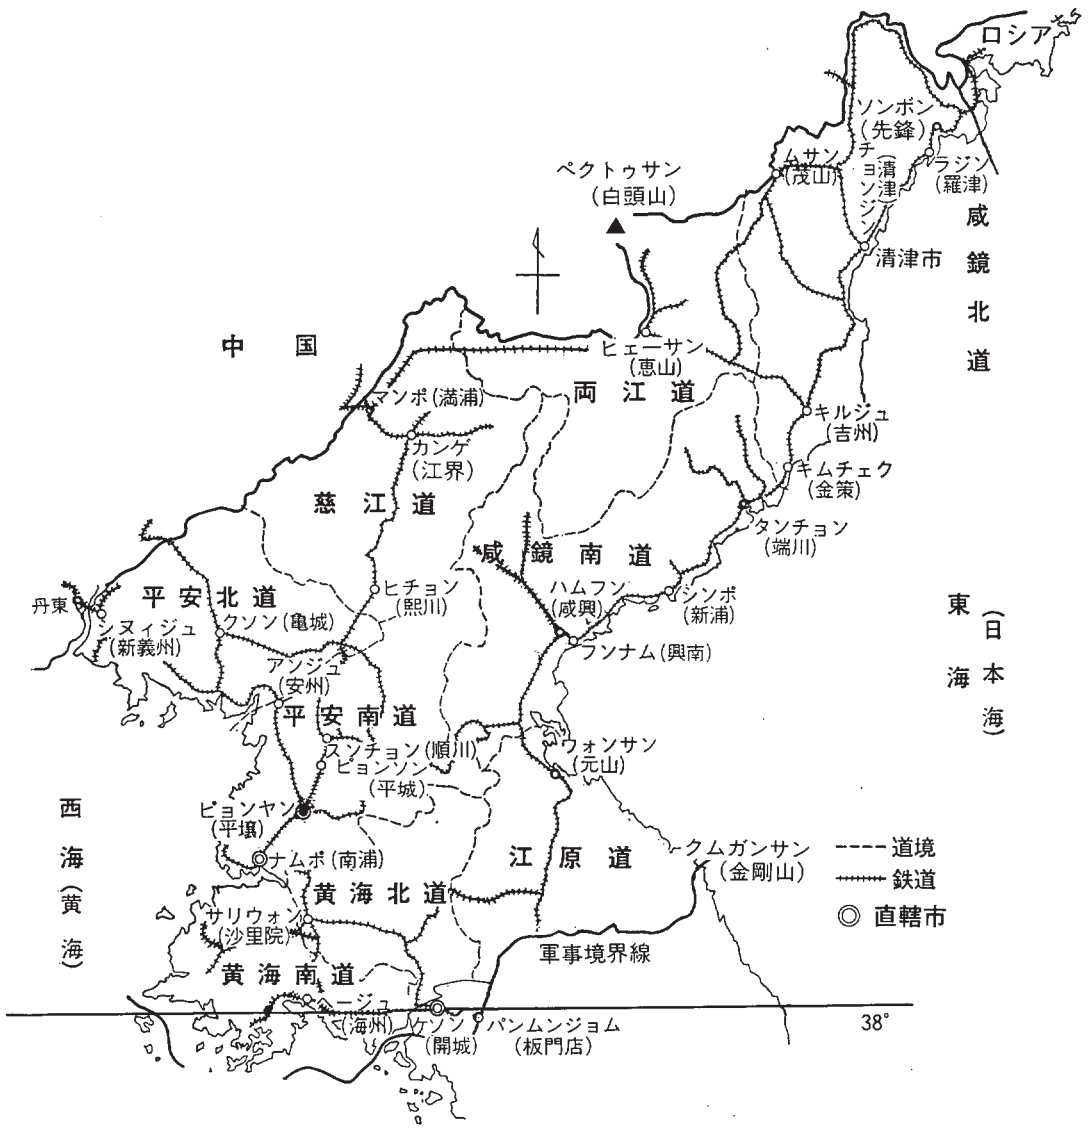 ロシア
ソンボン
(先鋒)
ムサン
(茂山)
チョンジン
(清津)
ラジン
(羅津)
ペクトゥサン
(白頭山)
咸鏡北道
清津市
中国
ヒェーサン
(恵山)
両江道
マンポ(満浦)
キルジュ
(吉州)
カンゲ
(江界)
キムチェク
(金策)
慈江道
タンチョン
(端川)
咸鏡南道
ハムフン
(咸興)
シンポ
(新浦)
ヒチョン
(熙川)
平安北道
丹東
シヌィジュ
(新義州)
クソン(亀城)
フンナム(興南)
東海
(日本海)
アンジュ
(安州)
平安南道
スンチョン(順川)
ピョンソン
(平城)
ウォンサン
(元山)
ピョンヤン
(平壌)
西海(黄海)
ナムポ(南浦)
江原道
クムガンサン
(金剛山)
道境
鉄道
直轄市
黄海北道
サリウォン
(沙里院)
軍事境界線
黄海南道
ージュ
(海州)
ケソン
(開城)
パンムンジョム
(板門店)
38°